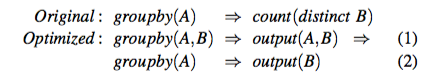 Original: groupby(A) ⇒ count(distinct B)
Optimized: groupby(A,B) ⇒ output(A,B) ⇒ (1)
groupby(A) ⇒ output(B) (2)